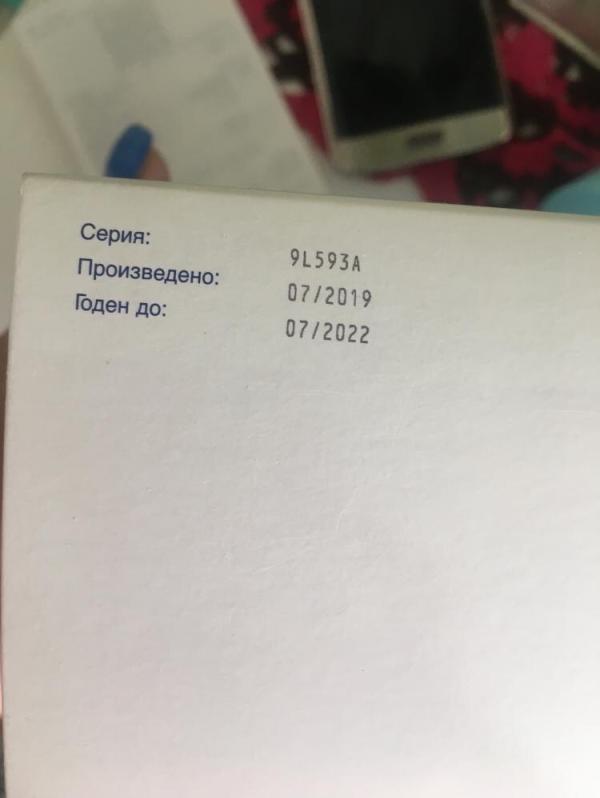 Серия: 9L593A
Произведено: 07/2019
Годен до: 07/2022